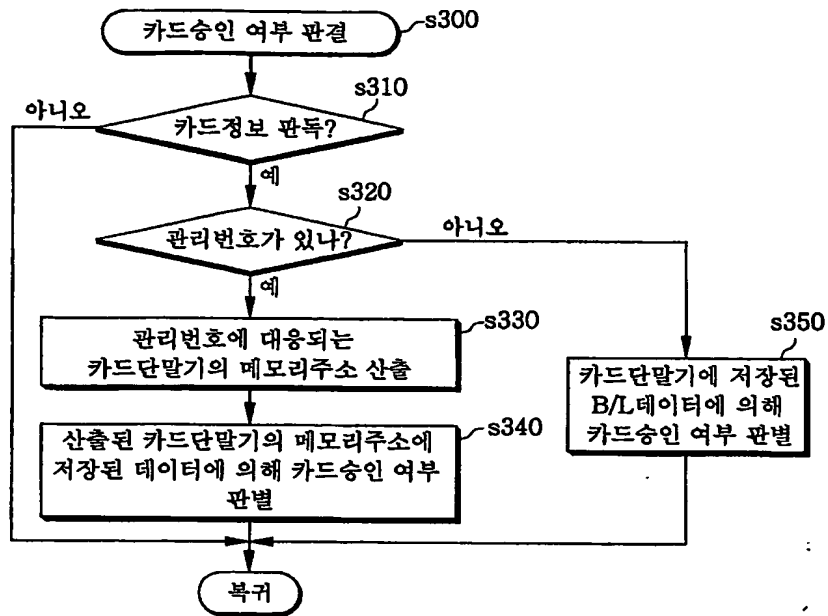 카드승인 여부 판결
s300
s310
아니오
카드정보 판독?
예
s320
관리번호가 있나?
아니오
예
s330
관리번호에 대응되는
카드단말기의 메모리주소 산출
s350
카드단말기에 저장된
B/L데이터에 의해
카드승인 여부 판별
s340
산출된 카드단말기의 메모리주소에
저장된 데이터에 의해 카드승인 여부
판별
복귀